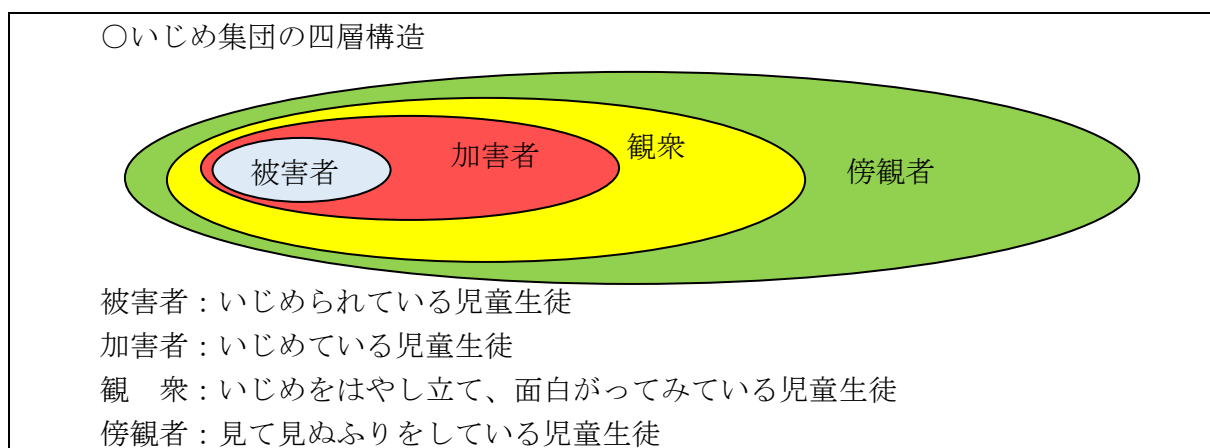 〇いじめ集団の四層構造
被害者
加害者
観衆
傍観者
被害者：いじめられている児童生徒
加害者：いじめている児童生徒
観　衆：いじめをはやし立て、面白がってみている児童生徒
傍観者：見て見ぬふりをしている児童生徒